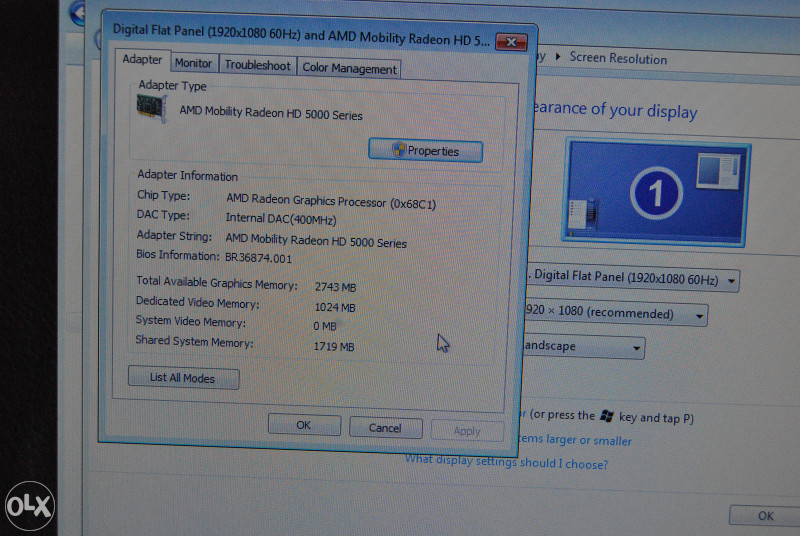 Digital Flat Panel (1920x1080 60Hz) and AMD Mobility Radeon HD 5...
Adapter Monitor Troubleshoot Color Management
Adapter Type
AMD Mobility Radeon HD 5000 Series
Properties
Adapter Information
Chip Type: AMD Radeon Graphics Processor (0x68C1)
DAC Type: Internal DAC(400MHz)
Adapter String: AMD Mobility Radeon HD 5000 Series
Bios Information: BR36874.001
Total Available Graphics Memory: 2743 MB
Dedicated Video Memory: 1024 MB
System Video Memory: 0 MB
Shared System Memory: 1719 MB
List All Modes
OK Cancel Apply
ay ▸ Screen Resolution
earance of your display
1
. Digital Flat Panel (1920x1080 60Hz)
920 × 1080 (recommended)
andscape
r (or press the key and tap P)
tems larger or smaller
What display settings should I choose?
OK
OLX